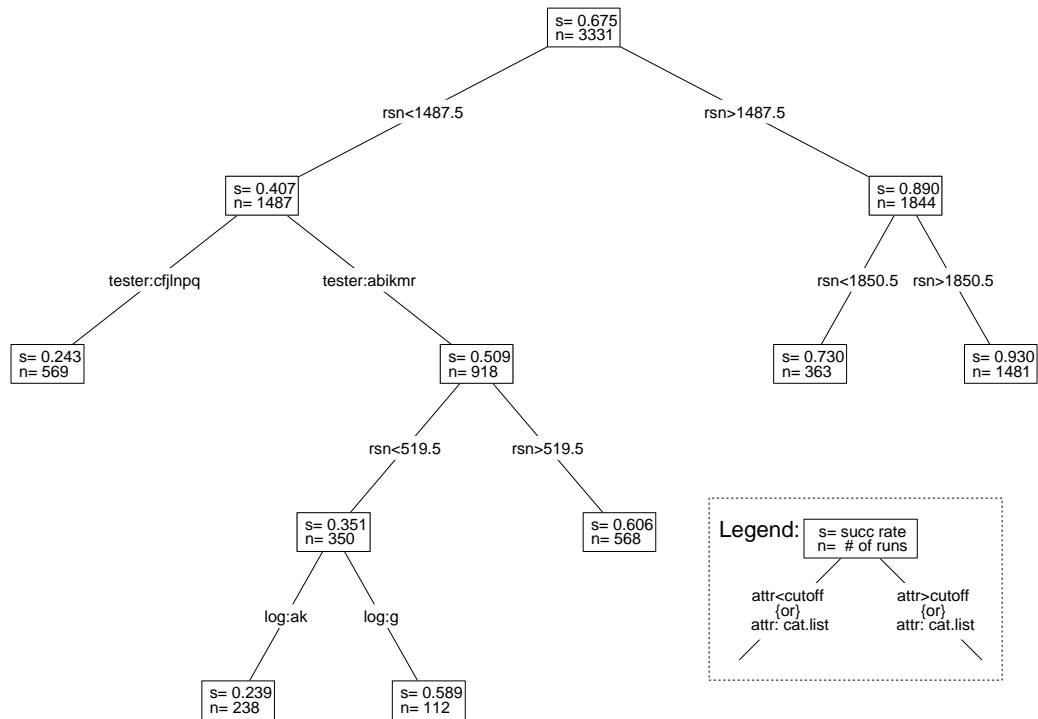 s= 0.675
n= 3331
rsn<1487.5
rsn>1487.5
s= 0.407
n= 1487
s= 0.890
n= 1844
tester:cfjlnpq
tester:abikmr
rsn<1850.5
rsn>1850.5
s= 0.243
n= 569
s= 0.509
n= 918
s= 0.730
n= 363
s= 0.930
n= 1481
rsn<519.5
rsn>519.5
s= 0.351
n= 350
s= 0.606
n= 568
log:ak
log:g
s= 0.239
n= 238
s= 0.589
n= 112
Legend:
s= succ rate
n= # of runs
attr<cutoff
{or}
attr: cat.list
attr>cutoff
{or}
attr: cat.list